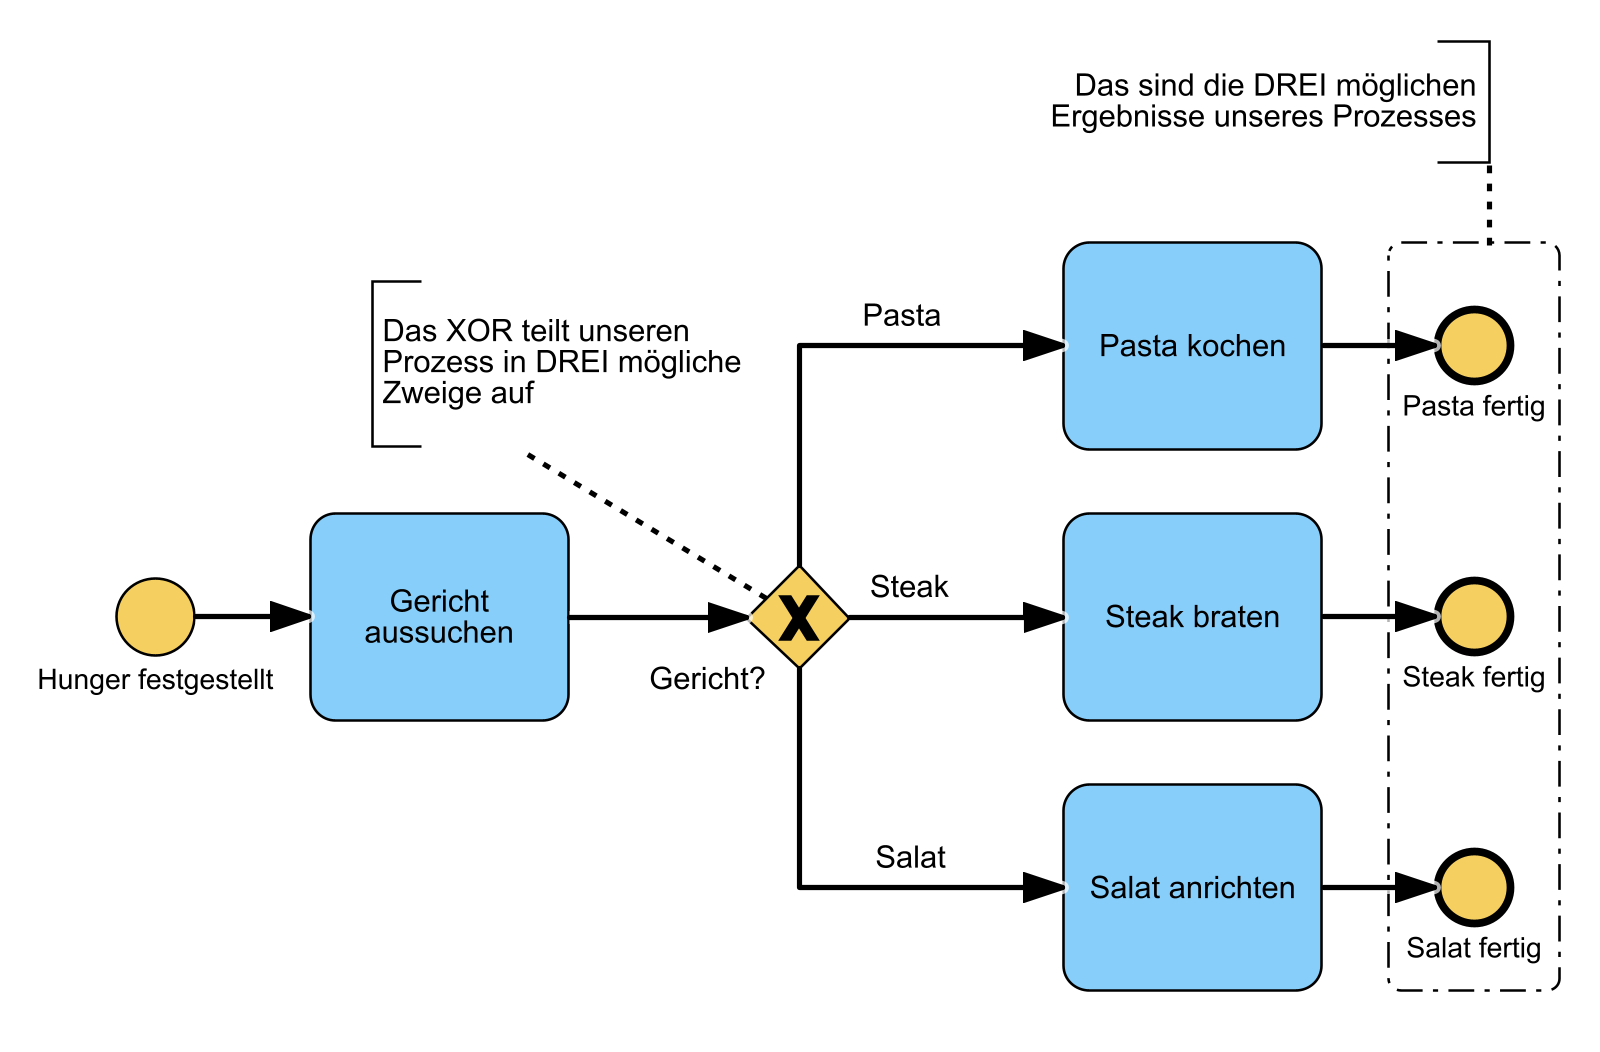 Das sind die DREI möglichen
Ergebnisse unseres Prozesses
Das XOR teilt unseren
Prozess in DREI mögliche
Zweige auf
Pasta
Pasta kochen
Pasta fertig
Hunger festgestellt
Gericht
aussuchen
Gericht?
X
Steak
Steak braten
Steak fertig
Salat
Salat anrichten
Salat fertig